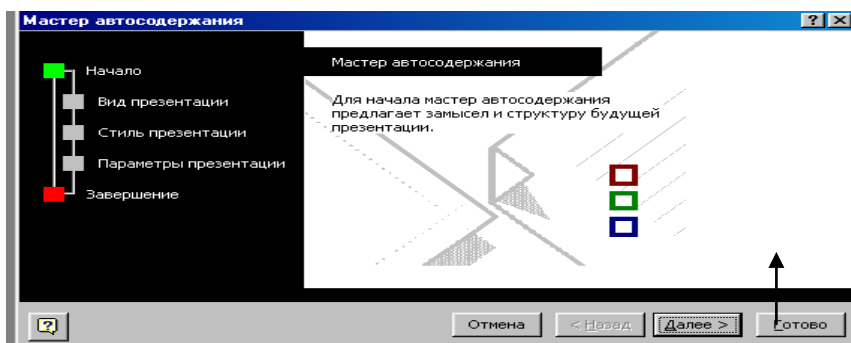 Мастер автосодержания
Начало
Вид презентации
Стиль презентации
Параметры презентации
Завершение
Мастер автосодержания
Для начала мастер автосодержания
предлагает замысел и структуру будущей
презентации.
Отмена
< Назад
Далее >
Готово